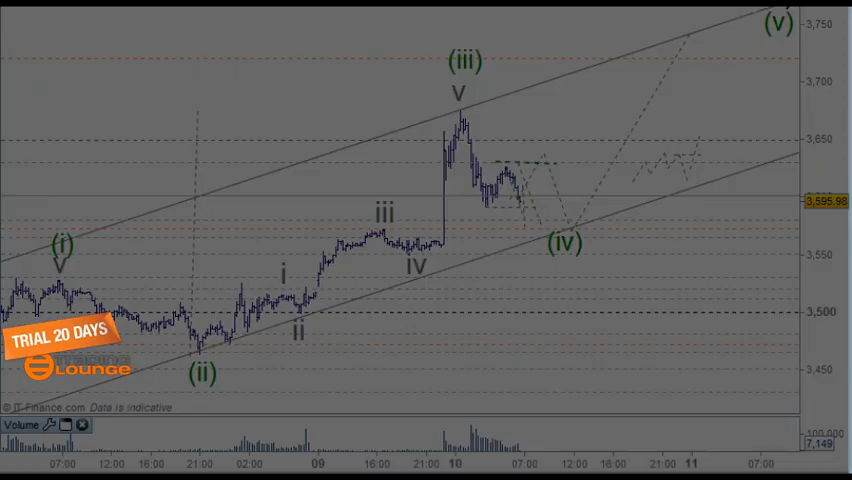 3,750
(v)
(iii)
3,700
v
3,650
3,595.98
iii
(i)
(iv)
v
iv
3,550
i
3,500
ii
TRIAL 20 DAYS
TRADING
LOUNGE
(ii)
3,450
© IT-Finance.com Data is indicative
Volume
100,000
7,149
07:00 12:00 16:00 21:00 02:00 09 16:00 21:00 10 07:00 12:00 16:00 21:00 11 07:00